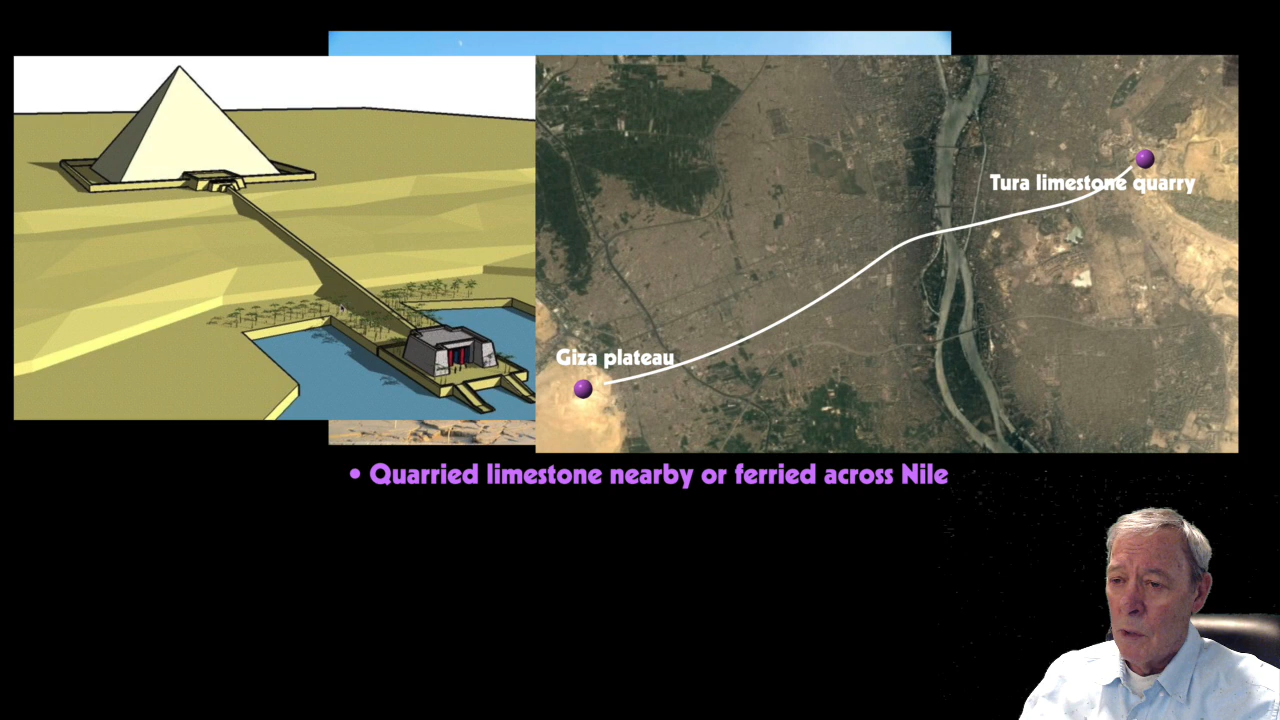 Tura limestone quarry
Giza plateau
• Quarried limestone nearby or ferried across Nile